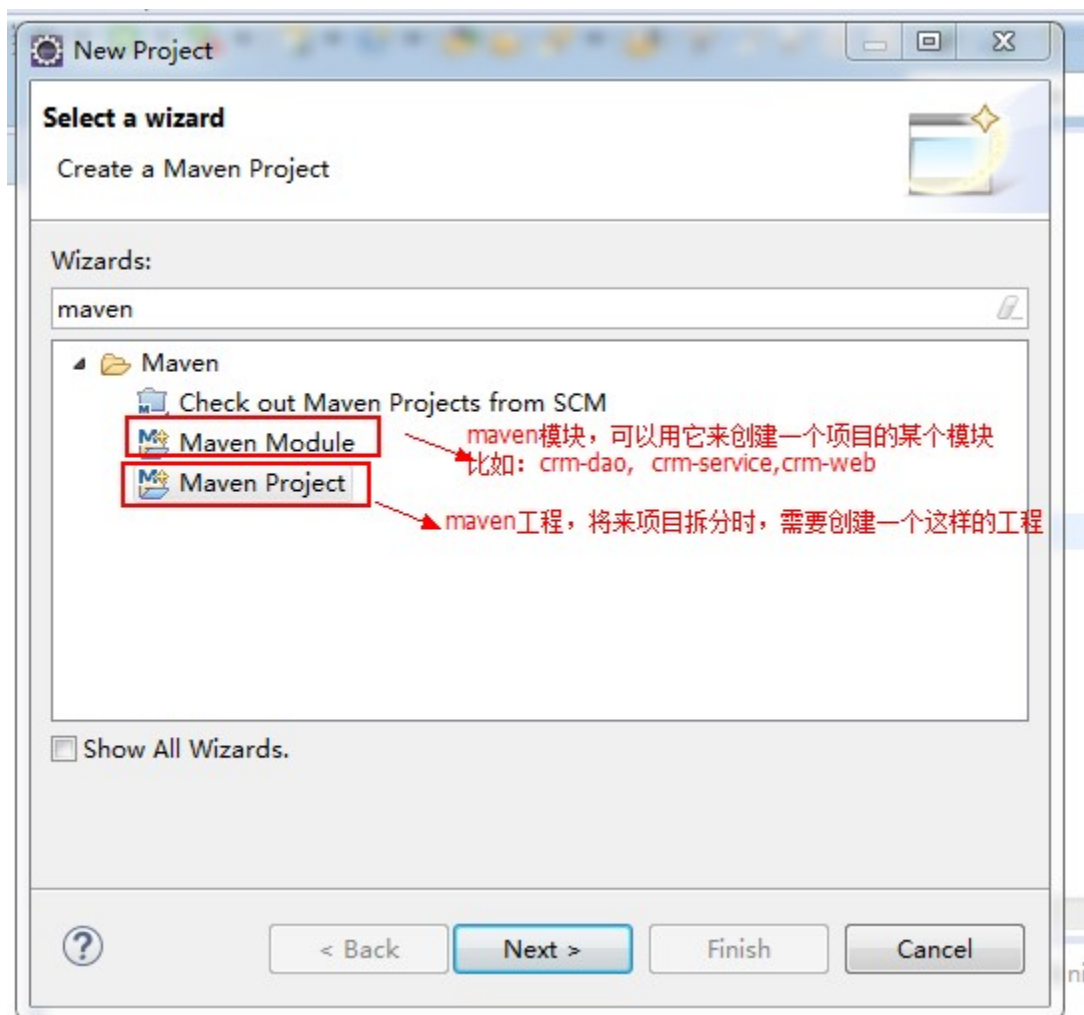 New Project
Select a wizard
Create a Maven Project
Wizards:
maven
Maven
Check out Maven Projects from SCM
Maven Module
maven模块，可以用它来创建一个项目的某个模块
比如：crm-dao, crm-service,crm-web
Maven Project
maven工程，将来项目拆分时，需要创建一个这样的工程
Show All Wizards.
< Back
Next >
Finish
Cancel
ni